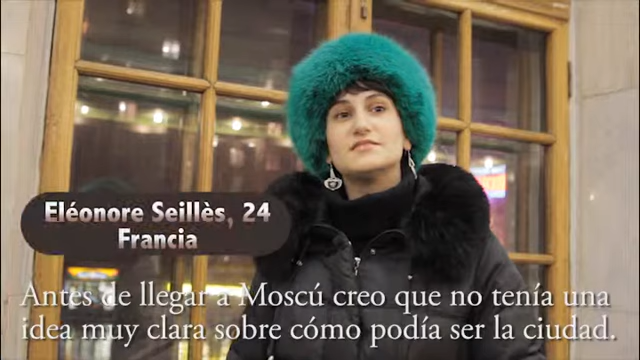 Eléonore Seillès, 24
Francia
Antes de llegar a Moscú creo que no tenía una
idea muy clara sobre cómo podía ser la ciudad.